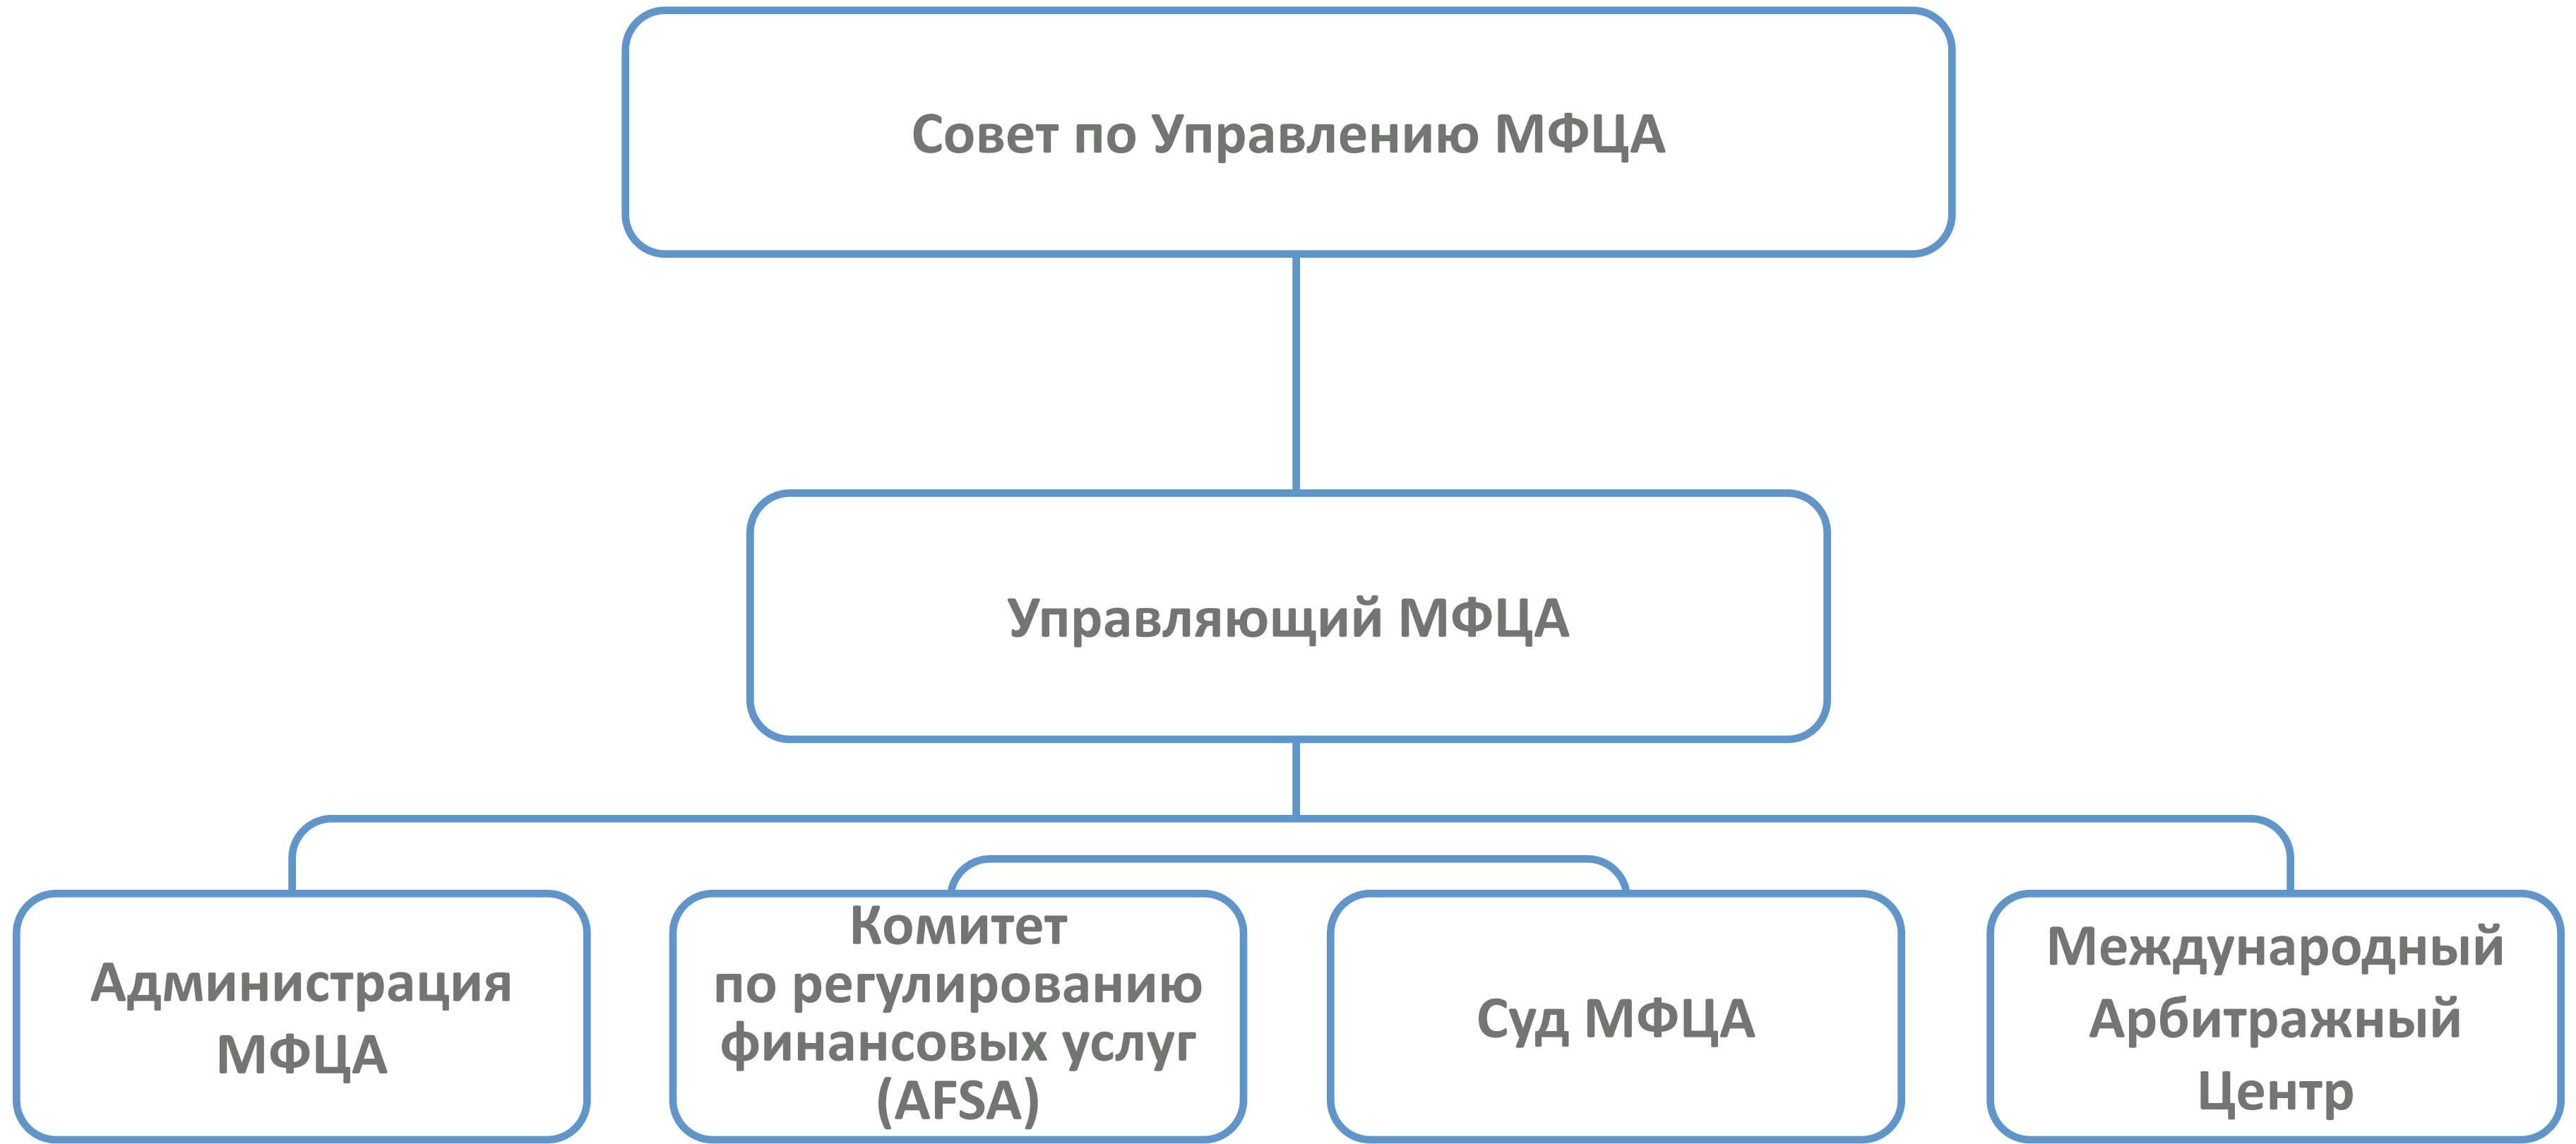 Совет по Управлению МФЦА
Управляющий МФЦА
Администрация
МФЦА
Комитет
по регулированию
финансовых услуг
(AFSA)
Суд МФЦА
Международный
Арбитражный
Центр